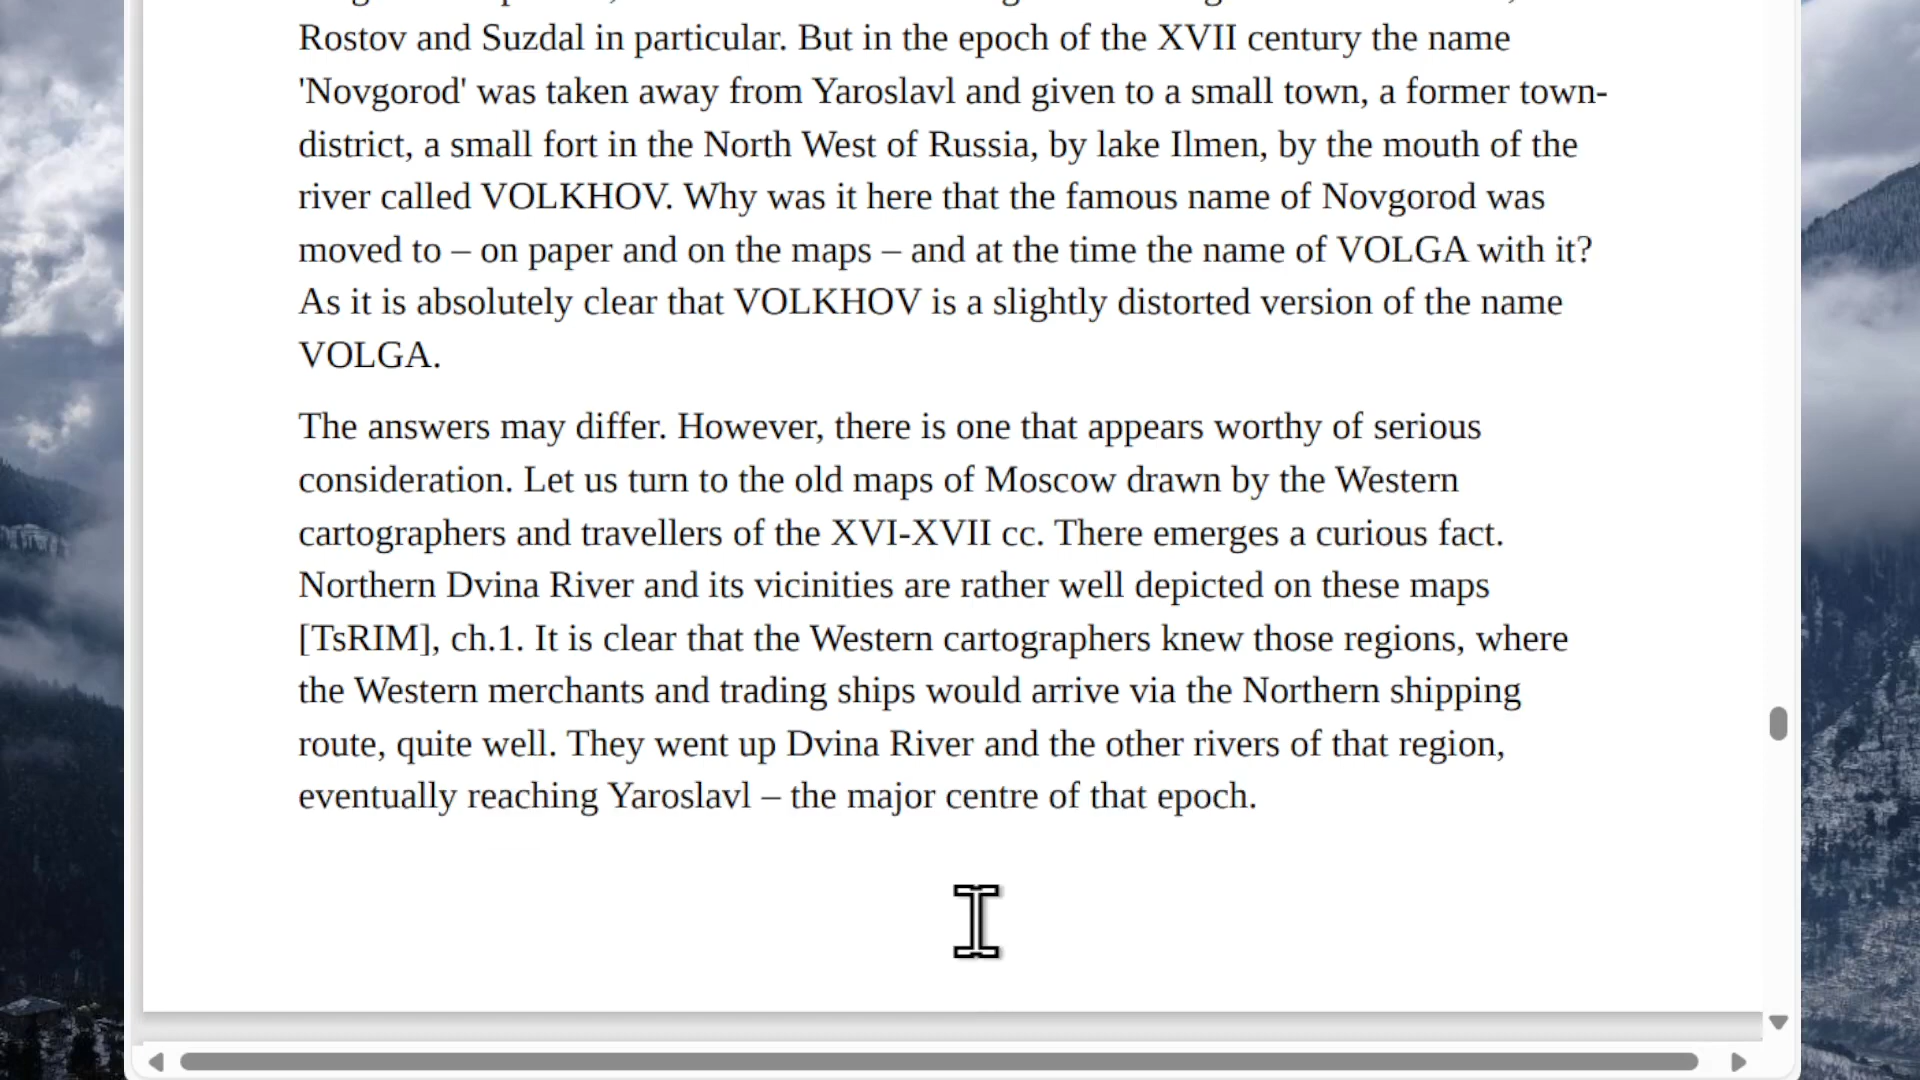 Rostov and Suzdal in particular. But in the epoch of the XVII century the name
'Novgorod' was taken away from Yaroslavl and given to a small town, a former town-
district, a small fort in the North West of Russia, by lake Ilmen, by the mouth of the
river called VOLKHOV. Why was it here that the famous name of Novgorod was
moved to – on paper and on the maps – and at the time the name of VOLGA with it?
As it is absolutely clear that VOLKHOV is a slightly distorted version of the name
VOLGA.
The answers may differ. However, there is one that appears worthy of serious
consideration. Let us turn to the old maps of Moscow drawn by the Western
cartographers and travellers of the XVI-XVII cc. There emerges a curious fact.
Northern Dvina River and its vicinities are rather well depicted on these maps
[TsRIM], ch.1. It is clear that the Western cartographers knew those regions, where
the Western merchants and trading ships would arrive via the Northern shipping
route, quite well. They went up Dvina River and the other rivers of that region,
eventually reaching Yaroslavl – the major centre of that epoch.